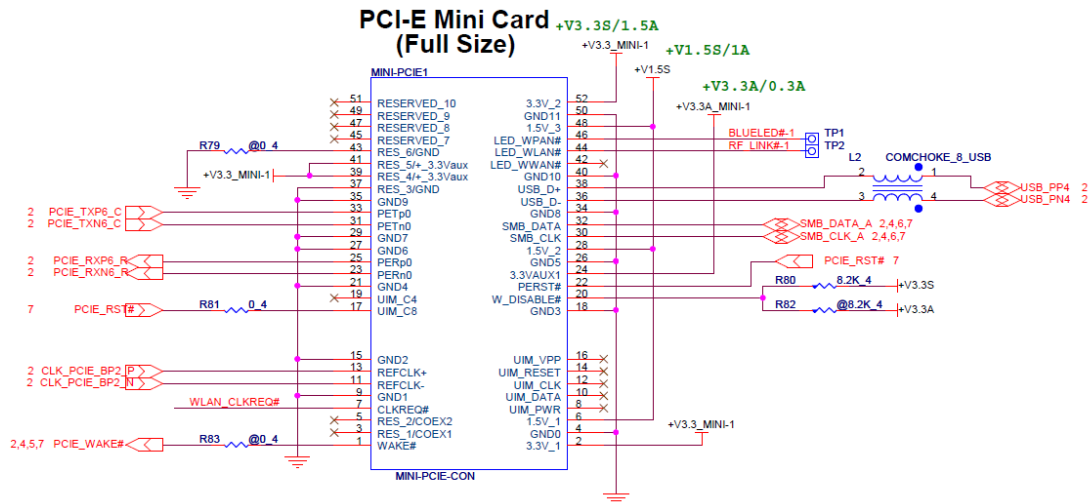 PCI-E Mini Card
(Full Size)
+V3.3S/1.5A
+V3.3_MINI-1
+V1.5S/1A
+V1.5S
+V3.3A/0.3A
+V3.3A_MINI-1
MINI-PCIE1
51 RESERVED_10 3.3V_2 52
49 RESERVED_9 GND11 50
47 RESERVED_8 1.5V_3 48
45 RESERVED_7 LED_WPAN# 46 BLUELED#-1 TP1
R79 @0_4 43 RES_6/GND LED_WLAN# 44 RF_LINK#-1 TP2
41 RES_5/+_3.3Vaux LED_WWAN# 42 L2 COMCHOKE_8_USB
+V3.3_MINI-1 39 RES_4/+_3.3Vaux GND10 40 2 1
37 RES_3/GND USB_D+ 38 USB_PP4 2
35 GND9 USB_D- 36 3 4 USB_PN4 2
2 PCIE_TXP6_C 33 PETp0 GND8 34
2 PCIE_TXN6_C 31 PETn0 SMB_DATA 32 SMB_DATA_A 2,4,6,7
29 GND7 SMB_CLK 30 SMB_CLK_A 2,4,6,7
27 GND6 1.5V_2 28
2 PCIE_RXP6_R 25 PERp0 GND5 26
2 PCIE_RXN6_R 23 PERn0 3.3VAUX1 24
21 GND4 PERST# 22 PCIE_RST# 7
19 UIM_C4 W_DISABLE# 20 R80 8.2K_4 +V3.3S
7 PCIE_RST# R81 0_4 17 UIM_C8 GND3 18 R82 @8.2K_4 +V3.3A
15 GND2 UIM_VPP 16
2 CLK_PCIE_BP2_P 13 REFCLK+ UIM_RESET 14
2 CLK_PCIE_BP2_N 11 REFCLK- UIM_CLK 12
9 GND1 UIM_DATA 10
WLAN_CLKREQ# 7 CLKREQ# UIM_PWR 8
5 RES_2/COEX2 1.5V_1 6
3 RES_1/COEX1 GND0 4 +V3.3_MINI-1
2,4,5,7 PCIE_WAKE# R83 @0_4 1 WAKE# 3.3V_1 2
MINI-PCIE-CON